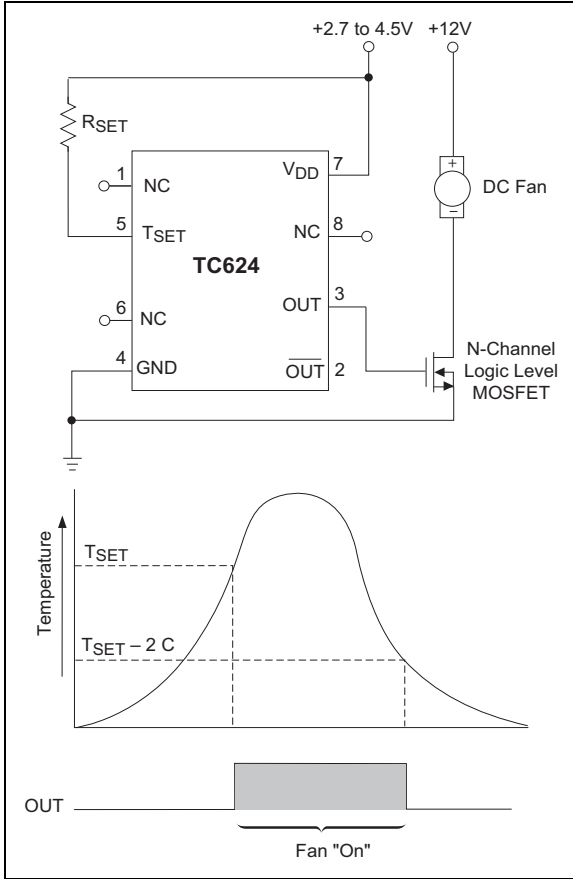 +2.7 to 4.5V
+12V
RSET
1
NC
VDD
7
DC Fan
+
–
5
TSET
NC
8
TC624
6
NC
OUT
3
4
GND
OUT
2
N-Channel
Logic Level
MOSFET
Temperature
TSET
TSET – 2 C
OUT
Fan "On"